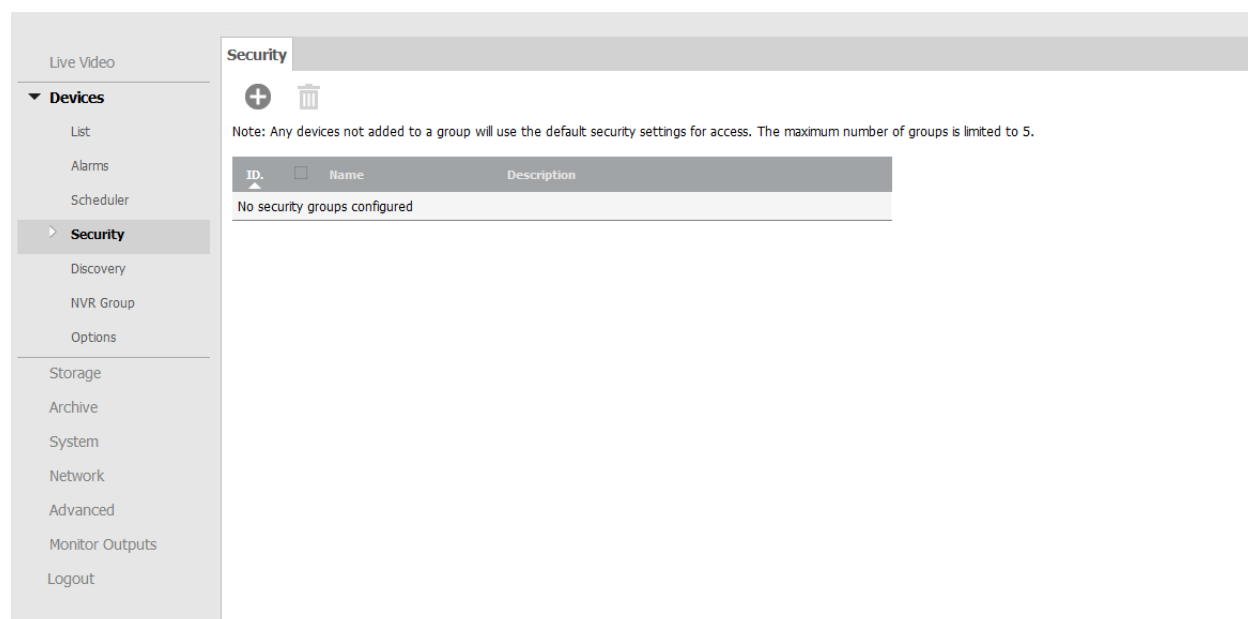 Live Video
Devices
List
Alarms
Scheduler
Security
Discovery
NVR Group
Options
Storage
Archive
System
Network
Advanced
Monitor Outputs
Logout
Security
Note: Any devices not added to a group will use the default security settings for access. The maximum number of groups is limited to 5.
ID. Name Description
No security groups configured